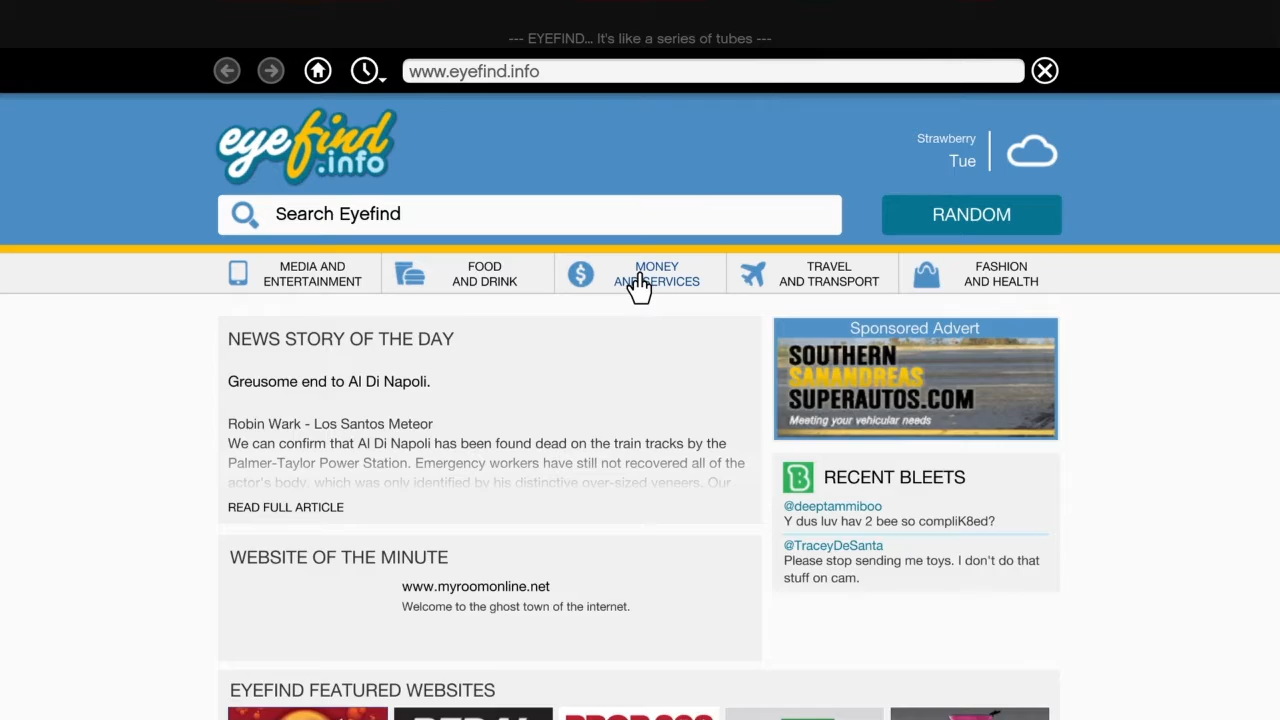 --- EYEFIND... It's like a series of tubes ---
www.eyefind.info
eyefind
.info
Strawberry
Tue
Search Eyefind
RANDOM
MEDIA AND
ENTERTAINMENT
FOOD
AND DRINK
MONEY
AND SERVICES
TRAVEL
AND TRANSPORT
FASHION
AND HEALTH
NEWS STORY OF THE DAY
Greusome end to Al Di Napoli.
Robin Wark - Los Santos Meteor
We can confirm that Al Di Napoli has been found dead on the train tracks by the
Palmer-Taylor Power Station. Emergency workers have still not recovered all of the
actor's body, which was only identified by his distinctive over-sized veneers. Our
READ FULL ARTICLE
Sponsored Advert
SOUTHERN
SANANDREAS
SUPERAUTOS.COM
Meeting your vehicular needs
RECENT BLEETS
@deeptammiboo
Y dus luv hav 2 bee so compliK8ed?
@TraceyDeSanta
Please stop sending me toys. I don't do that
stuff on cam.
WEBSITE OF THE MINUTE
www.myroomonline.net
Welcome to the ghost town of the internet.
EYEFIND FEATURED WEBSITES